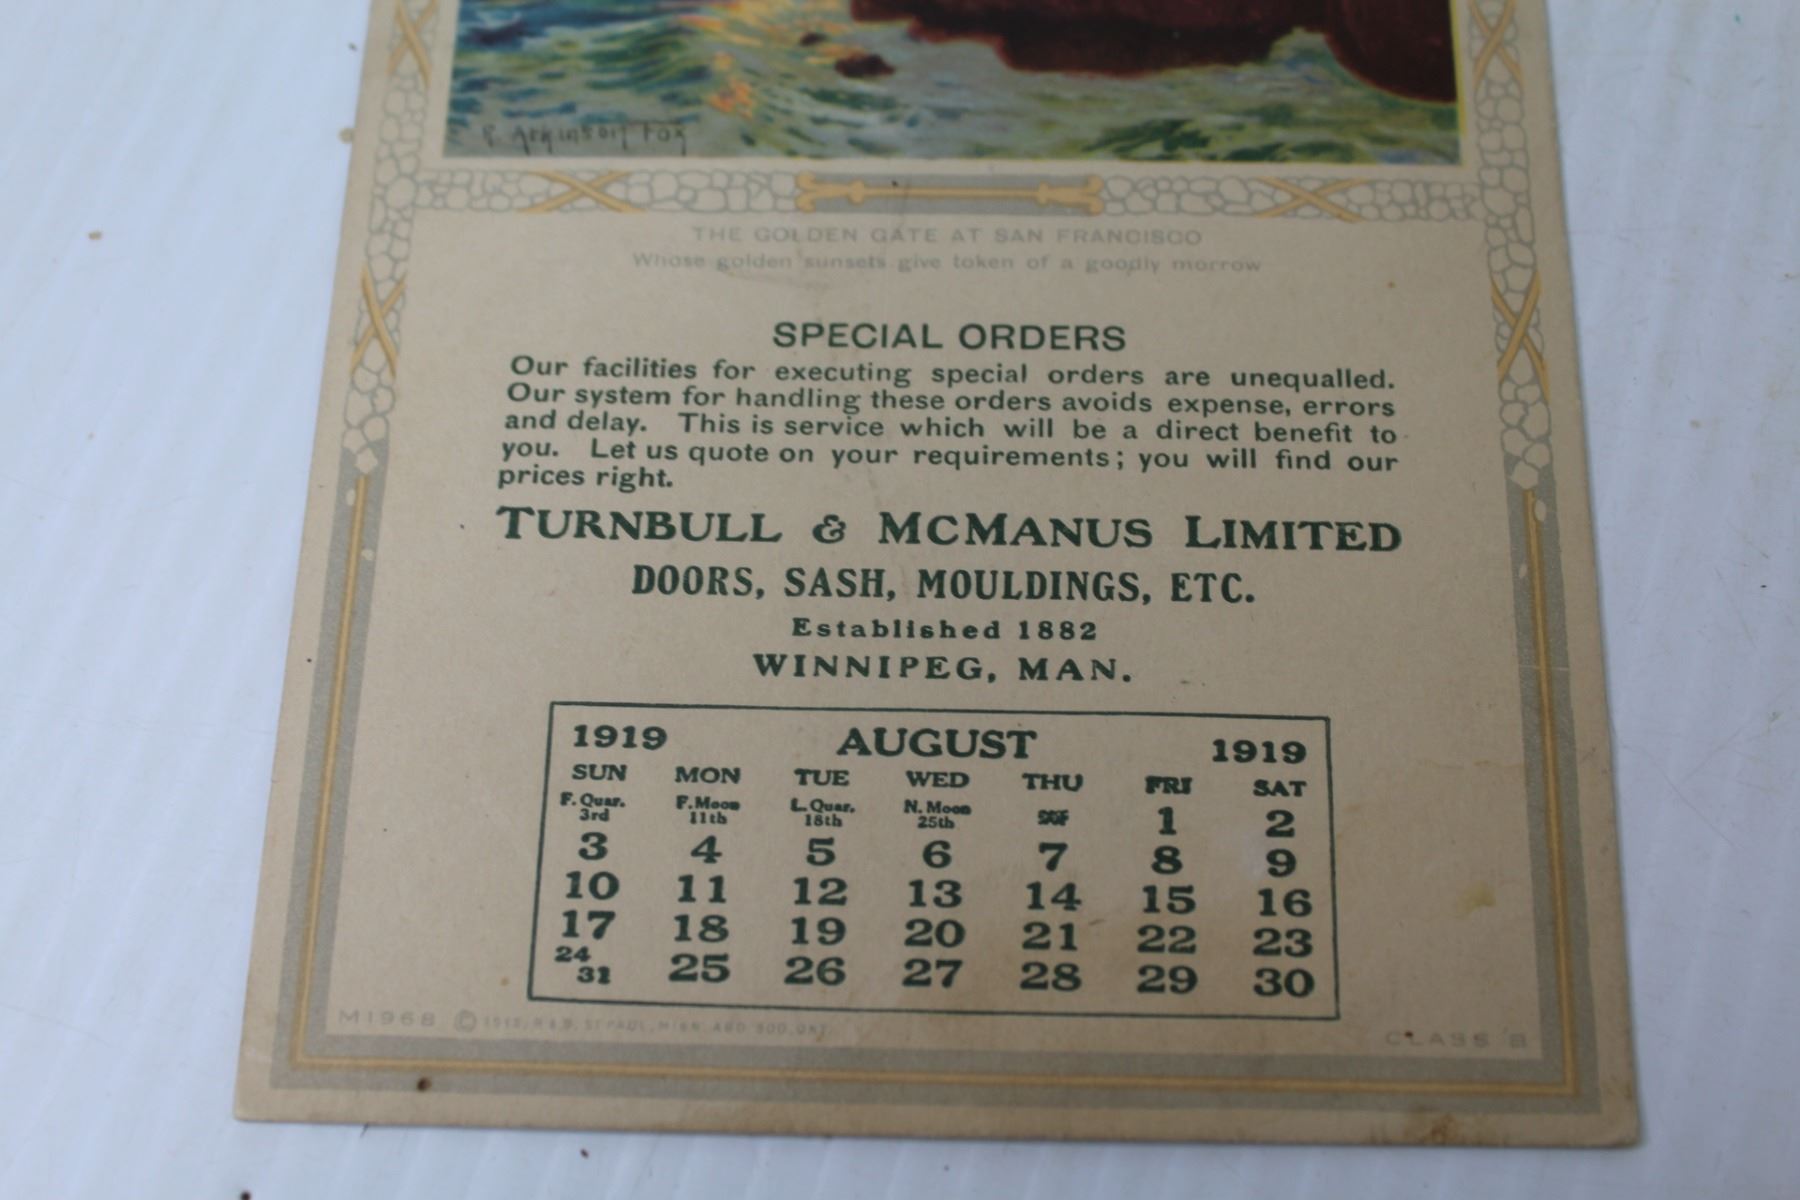 R. Atkinson Fox
THE GOLDEN GATE AT SAN FRANCISCO
Whose golden sunsets give token of a goodly morrow
SPECIAL ORDERS
Our facilities for executing special orders are unequalled.
Our system for handling these orders avoids expense, errors
and delay. This is service which will be a direct benefit to
you. Let us quote on your requirements; you will find our
prices right.
TURNBULL & MCMANUS LIMITED
DOORS, SASH, MOULDINGS, ETC.
Established 1882
WINNIPEG, MAN.
1919 AUGUST 1919
SUN MON TUE WED THU FRI SAT
F. Quar. F. Moon L. Quar. N. Moon
3rd 11th 18th 25th 1 2
3 4 5 6 7 8 9
10 11 12 13 14 15 16
17 18 19 20 21 22 23
24 31 25 26 27 28 29 30
M1968 © ST PAUL, MINN AND SOO, ONT. CLASS B